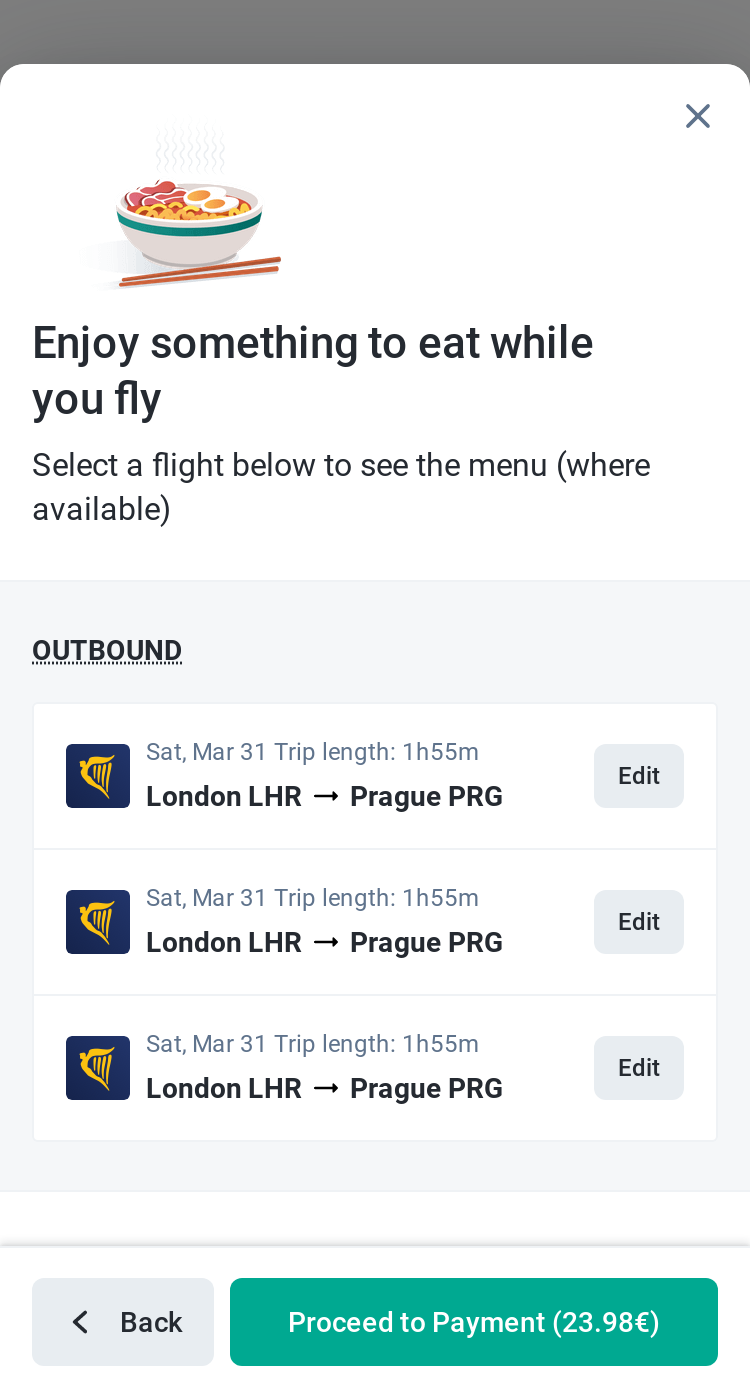 Enjoy something to eat while
you fly
Select a flight below to see the menu (where
available)
OUTBOUND
Sat, Mar 31 Trip length: 1h55m
London LHR → Prague PRG
Edit
Sat, Mar 31 Trip length: 1h55m
London LHR → Prague PRG
Edit
Sat, Mar 31 Trip length: 1h55m
London LHR → Prague PRG
Edit
Back
Proceed to Payment (23.98€)